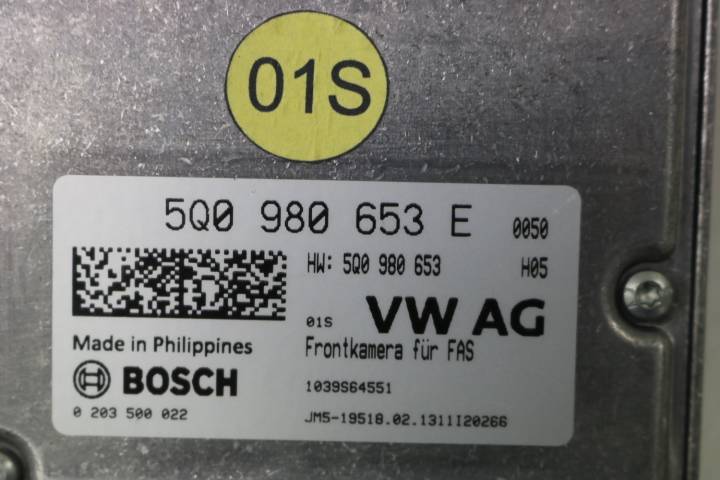 01S
5Q0 980 653 E 0050
HW: 5Q0 980 653 H05
01S VW AG
Made in Philippines
Frontkamera für FAS
BOSCH
1039S64551
0 203 500 022
JM5-19518.02.1311120266